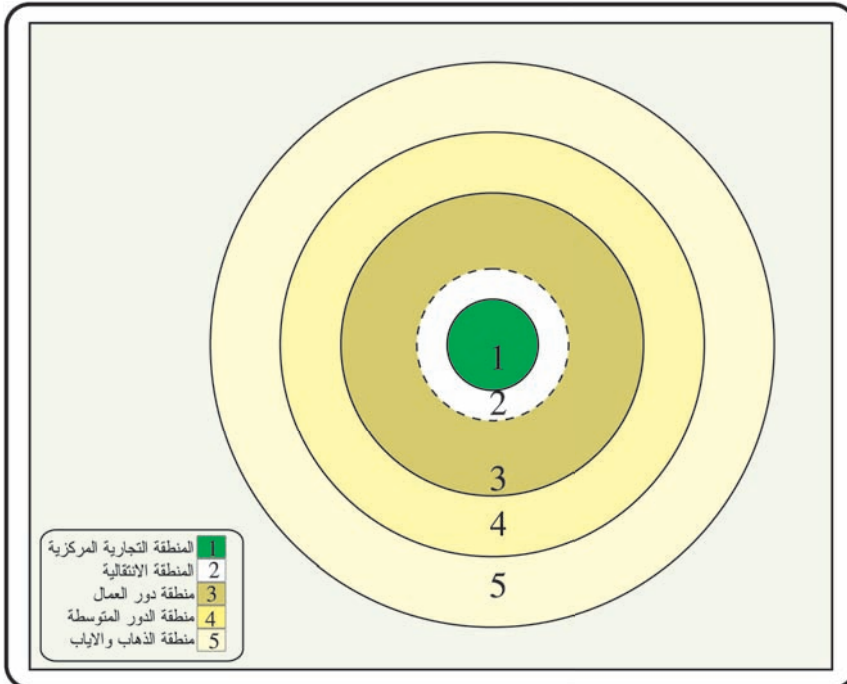 1
2
3
4
5
1 المنطقة التجارية المركزية
2 المنطقة الانتقالية
3 منطقة دور العمال
4 منطقة الدور المتوسطة
5 منطقة الذهاب والاياب